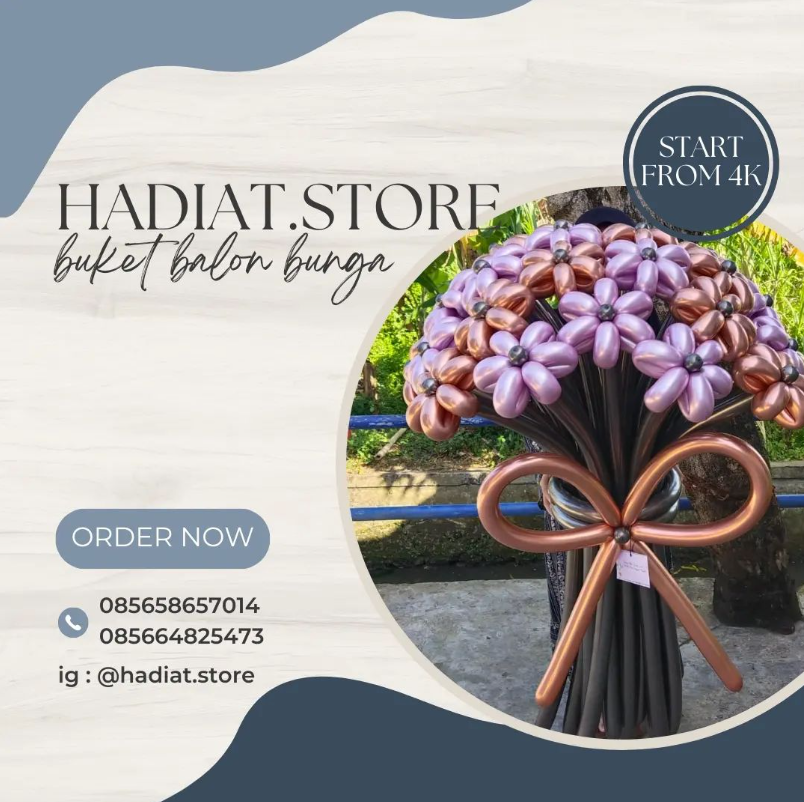 START
FROM 4K
HADIAT.STORE
buket balon bunga
ORDER NOW
085658657014
085664825473
ig : @hadiat.store